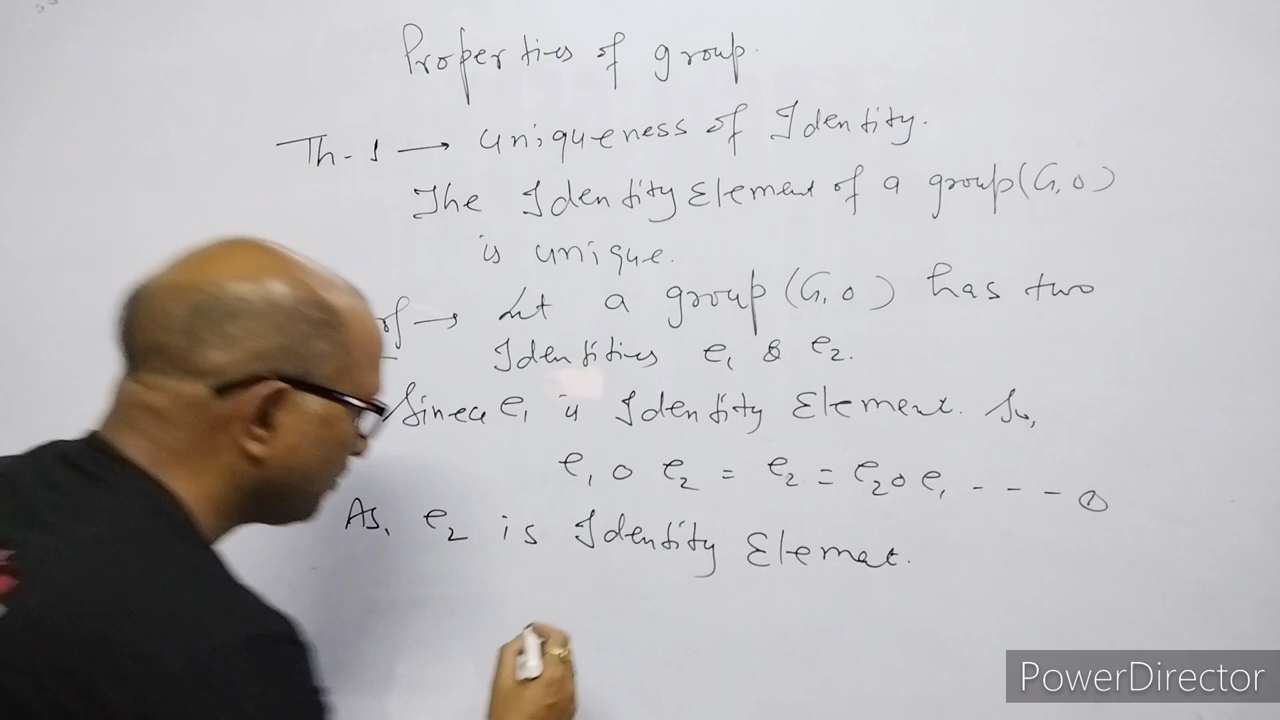 Properties of group.
Th-1 → Uniqueness of Identity.
The Identity Element of a group (G, o)
is unique.
→ Let a group (G, o) has two
Identities e₁ & e₂.
Since e₁ is Identity Element. So,
e₁ o e₂ = e₂ = e₂ o e₁ - - - ①
As, e₂ is Identity Elemet.
PowerDirector